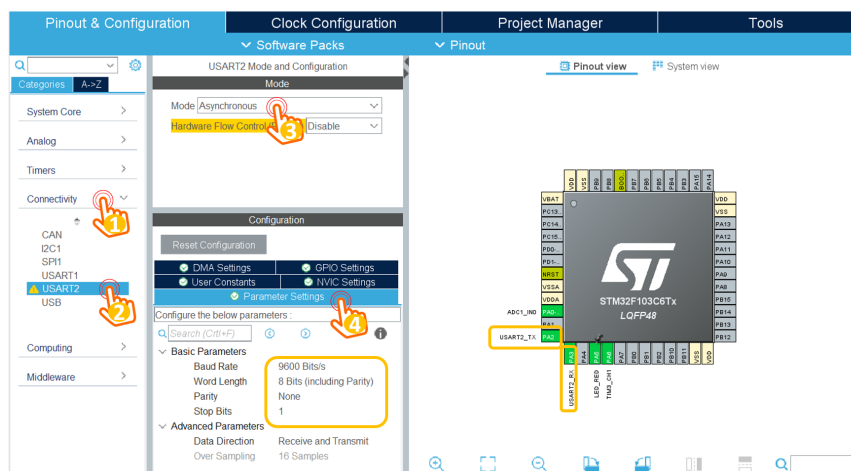 Pinout & Configuration
Clock Configuration
Project Manager
Tools
Software Packs
Pinout
Categories
A->Z
System Core
Analog
Timers
Connectivity
1
CAN
I2C1
SPI1
USART1
USART2
2
USB
Computing
Middleware
USART2 Mode and Configuration
Mode
Mode Asynchronous
3
Hardware Flow Control Disable
Configuration
Reset Configuration
DMA Settings
GPIO Settings
User Constants
NVIC Settings
Parameter Settings
4
Configure the below parameters :
Search (Crtl+F)
Basic Parameters
Baud Rate 9600 Bits/s
Word Length 8 Bits (including Parity)
Parity None
Stop Bits 1
Advanced Parameters
Data Direction Receive and Transmit
Over Sampling 16 Samples
Pinout view
System view
VDD
VSS
PB9
PB8
BOO..
PB7
PB6
PB5
PB4
PB3
PA15
PA14
VBAT
PC13..
PC14..
PC15..
PD0-..
PD1-..
NRST
VSSA
VDDA
ADC1_IN0 PA0-..
PA1
USART2_TX PA2
VDD
VSS
PA13
PA12
PA11
PA10
PA9
PA8
PB15
PB14
PB13
PB12
ST
STM32F103C6Tx
LQFP48
PA3
PA4
PA5
PA6
PA7
PB0
PB1
PB2
PB10
PB11
VSS
VDD
USART2_RX
LED_RED
TIM3_CH1